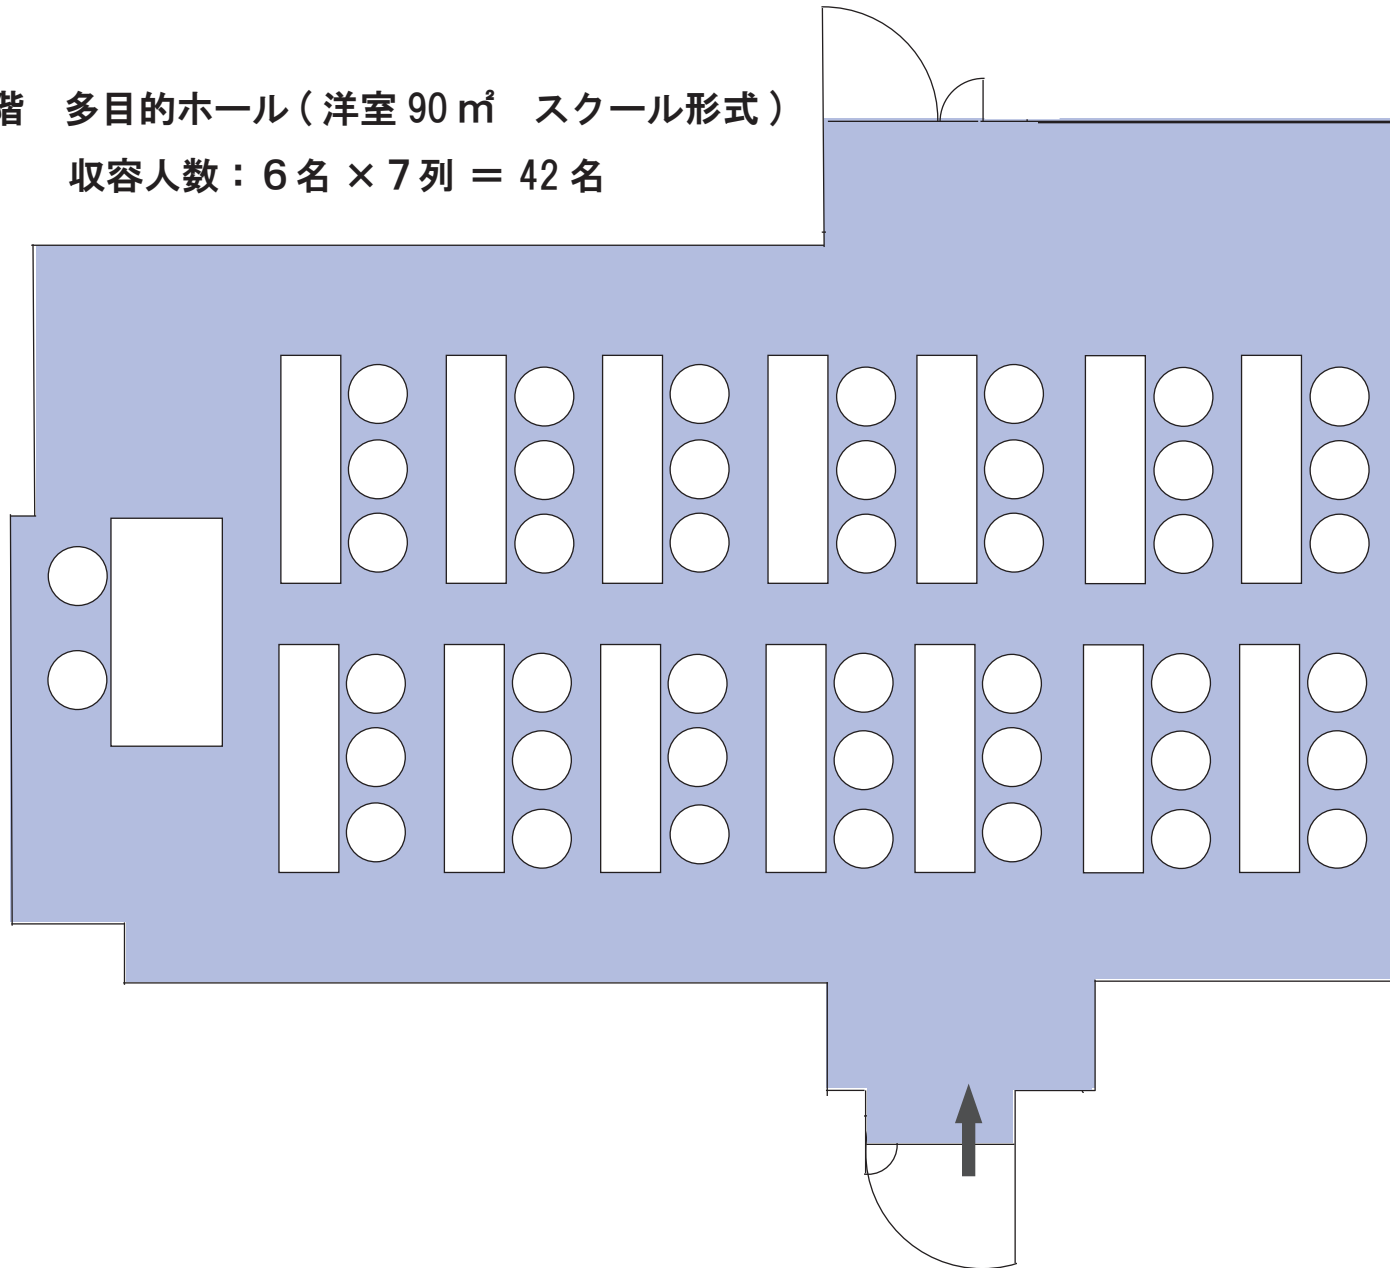 階　多目的ホール ( 洋室 90 ㎡　スクール形式 )
収容人数：６名 × ７列 ＝ 42 名